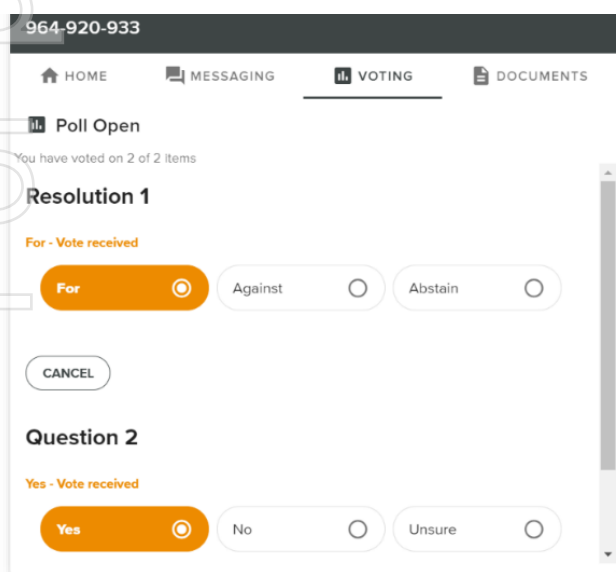 964-920-933
HOME MESSAGING VOTING DOCUMENTS
Poll Open
You have voted on 2 of 2 items
Resolution 1
For - Vote received
For Against Abstain
CANCEL
Question 2
Yes - Vote received
Yes No Unsure